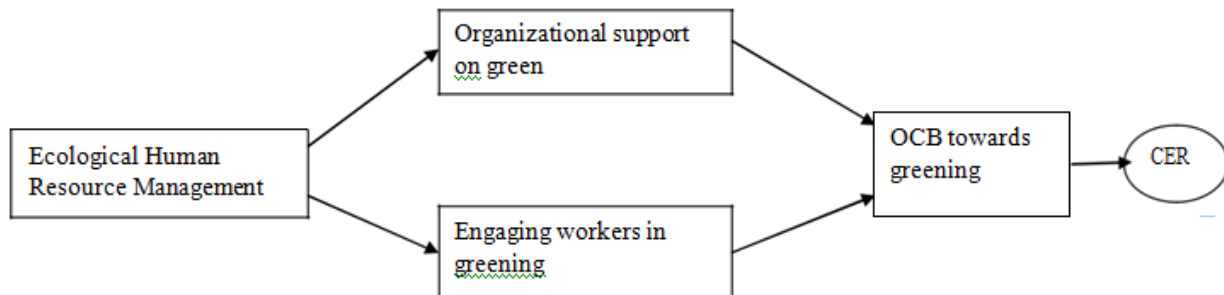 Organizational support
on green
Ecological Human
Resource Management
Engaging workers in
greening
OCB towards
greening
CER